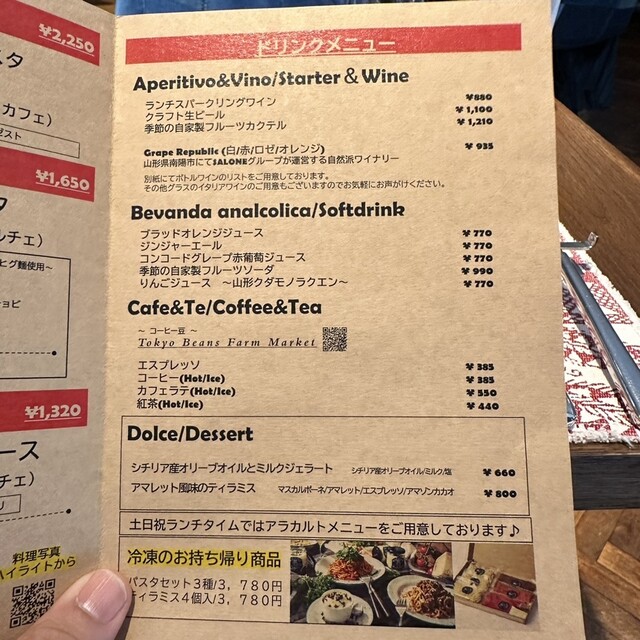 ¥2,250
スタ
カフェ）
ゼスト
¥1,650
タ
ルチェ）
ヒグ麺使用～
ョビ
¥1,320
ース
チェ）
料理写真
ハイライトから
ドリンクメニュー
Aperitivo&Vino/Starter＆Wine
ランチスパークリングワイン ¥880
クラフト生ビール ¥1,100
季節の自家製フルーツカクテル ¥1,210
Grape Republic (白/赤/ロゼ/オレンジ) ¥935
山形県南陽市にてSALONEグループが運営する自然派ワイナリー
別紙にてボトルワインのリストをご用意しております。
その他グラスのイタリアワインのご用意もございますのでお気軽にお声がけください。
Bevanda analcolica/Softdrink
ブラッドオレンジジュース ¥770
ジンジャーエール ¥770
コンコードグレープ赤葡萄ジュース ¥770
季節の自家製フルーツソーダ ¥990
りんごジュース ～山形クダモノラクエン～ ¥770
Cafe&Te/Coffee&Tea
～ コーヒー豆 ～
Tokyo Beans Farm Market
エスプレッソ ¥385
コーヒー(Hot/Ice) ¥385
カフェラテ(Hot/Ice) ¥550
紅茶(Hot/Ice) ¥440
Dolce/Dessert
シチリア産オリーブオイルとミルクジェラート シチリア産オリーブオイル/ミルク/塩 ¥660
アマレット風味のティラミス マスカルポーネ/アマレット/エスプレッソ/アマゾンカカオ ¥800
土日祝ランチタイムではアラカルトメニューをご用意しております♪
冷凍のお持ち帰り商品
パスタセット3種/3,780円
ティラミス4個入/3,780円